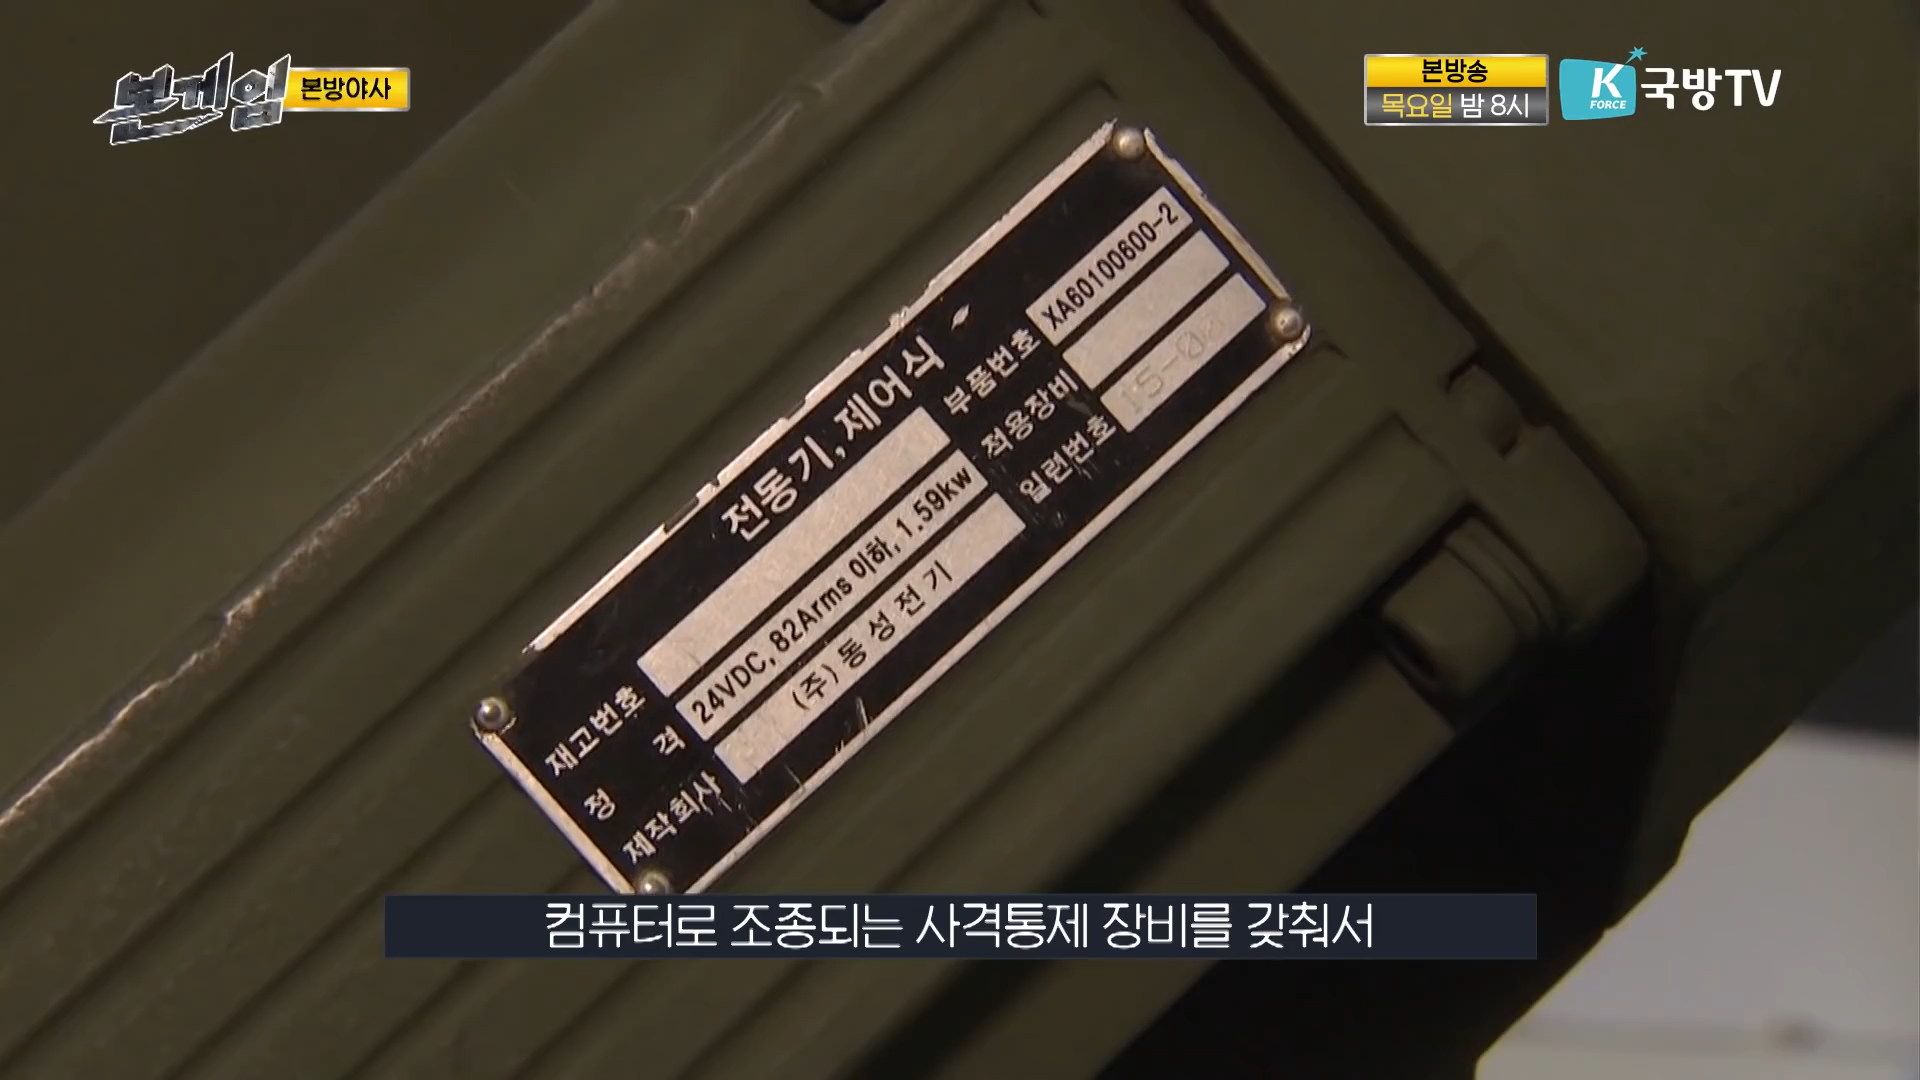 본게임
본방야사
본방송
목요일 밤 8시
K FORCE 국방TV
전동기, 제어식
재고번호
정 격 24VDC, 82Arms 이하, 1.59kw
제작회사 (주) 동성전기
부품번호 XA60100600-2
적용장비
일련번호
컴퓨터로 조종되는 사격통제 장비를 갖춰서